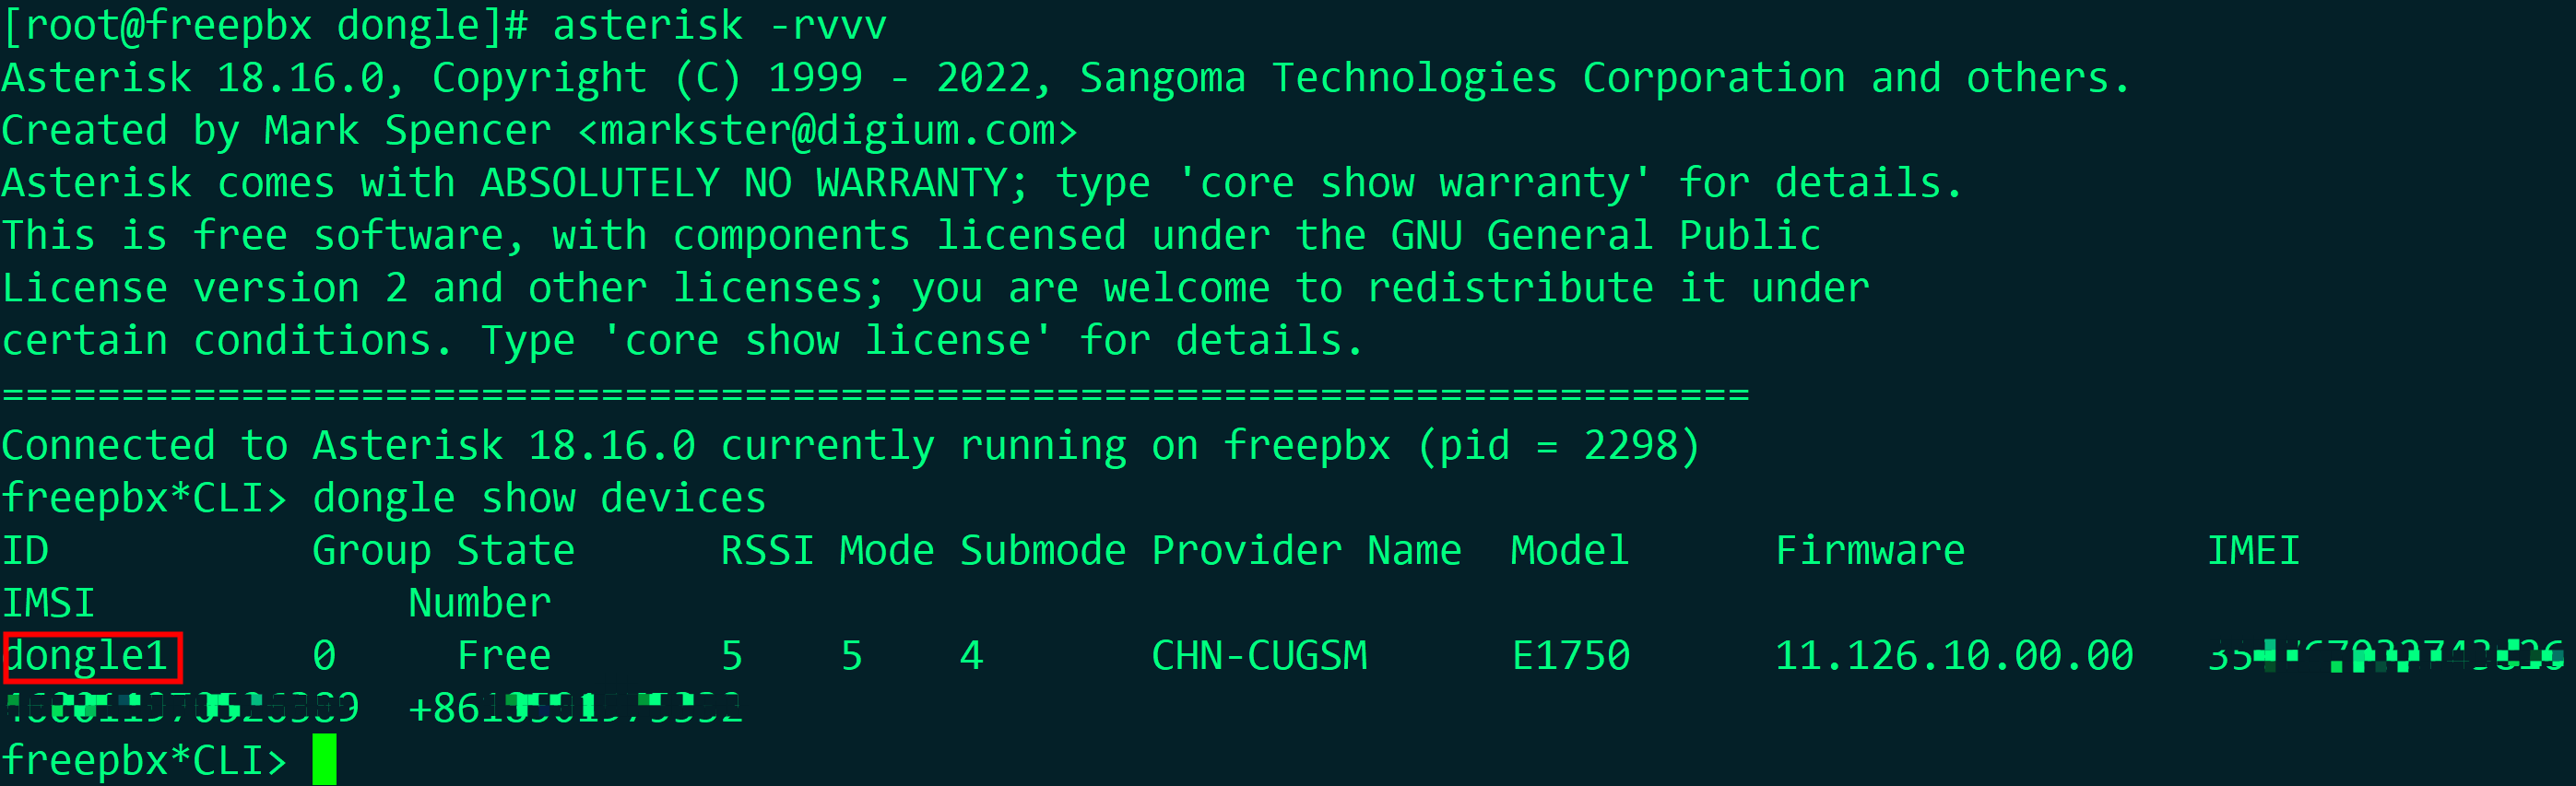 [root@freepbx dongle]# asterisk -rvvv
Asterisk 18.16.0, Copyright (C) 1999 - 2022, Sangoma Technologies Corporation and others.
Created by Mark Spencer <markster@digium.com>
Asterisk comes with ABSOLUTELY NO WARRANTY; type 'core show warranty' for details.
This is free software, with components licensed under the GNU General Public
License version 2 and other licenses; you are welcome to redistribute it under
certain conditions. Type 'core show license' for details.
=========================================================================
Connected to Asterisk 18.16.0 currently running on freepbx (pid = 2298)
freepbx*CLI> dongle show devices
ID Group State RSSI Mode Submode Provider Name Model Firmware IMEI
IMSI Number
dongle1 0 Free 5 5 4 CHN-CUGSM E1750 11.126.10.00.00
freepbx*CLI>